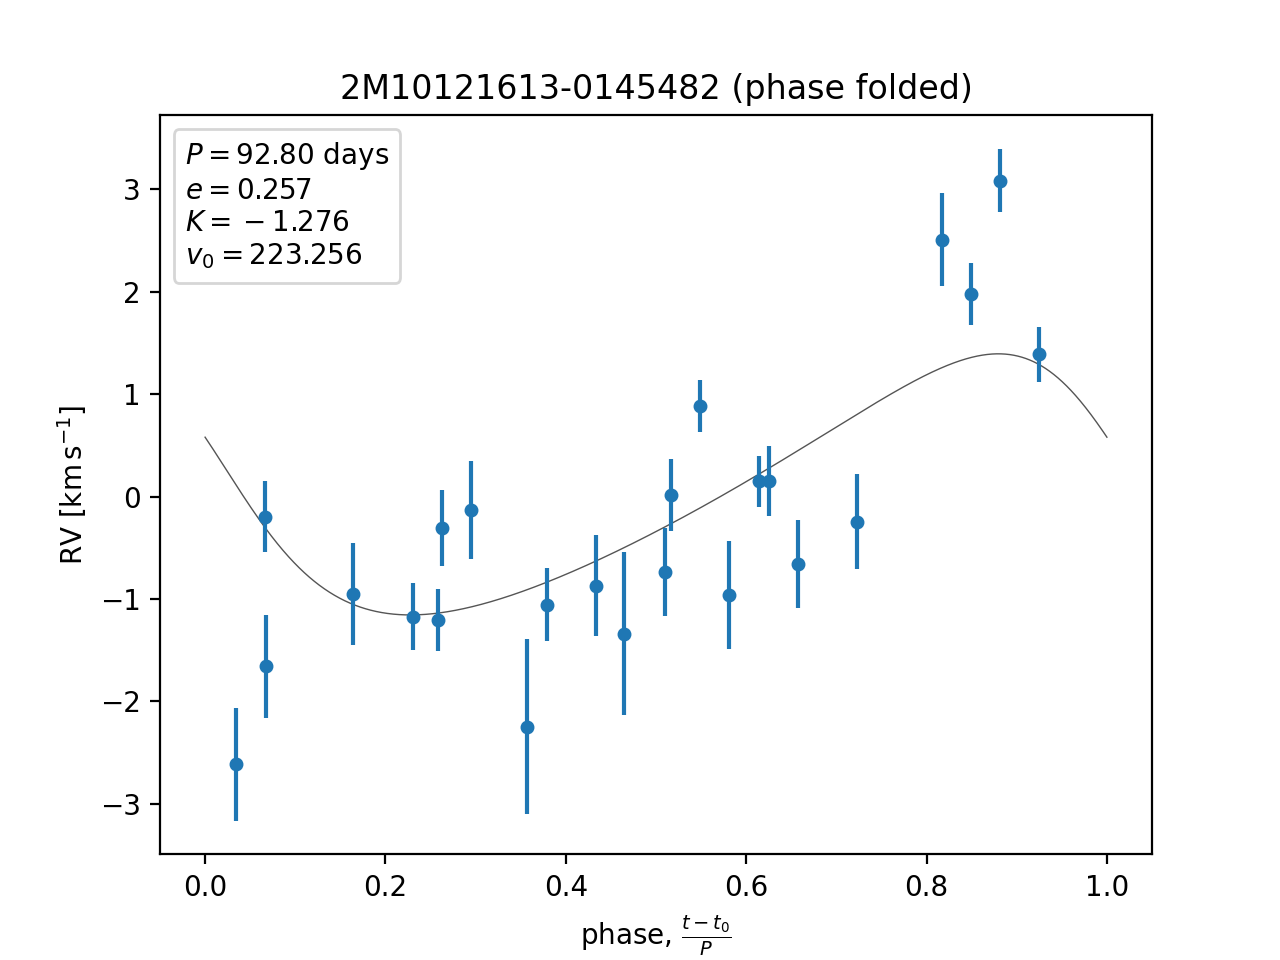 2M10121613-0145482 (phase folded)
P = 92.80 days
e = 0.257
K = −1.276
v₀ = 223.256
3
2
1
0
−1
−2
−3
RV [km s⁻¹]
0.0 0.2 0.4 0.6 0.8 1.0
phase, (t − t₀)/P